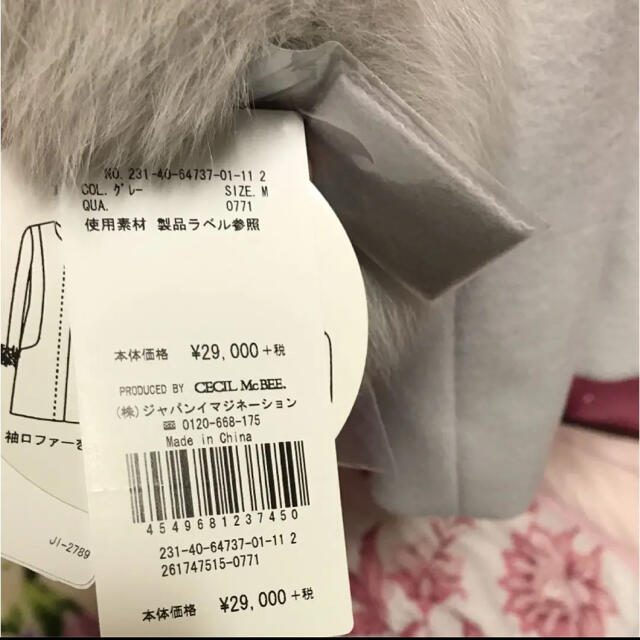 NO. 231-40-64737-01-11 2
COL. グレー SIZE. M
QUA. 0771
使用素材 製品ラベル参照
本体価格 ¥29,000+税
PRODUCED BY CECIL McBEE.
(株)ジャパンイマジネーション
☎ 0120-668-175
Made in China
4549681237450
231-40-64737-01-11 2
261747515-0771
本体価格 ¥29,000+税
袖口ファーを
JI-2789